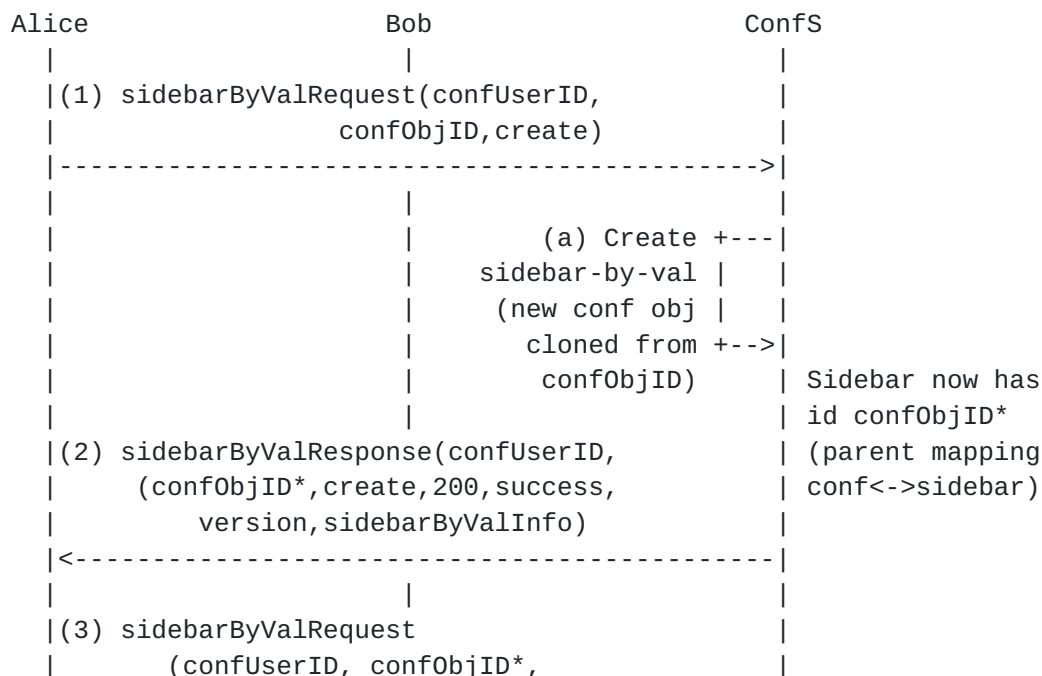 Alice                   Bob                     ConfS
  |                      |                        |
  |(1) sidebarByValRequest(confUserID,            |
  |                  confObjID,create)            |
  |---------------------------------------------->|
  |                      |                        |
  |                      |        (a) Create +---|
  |                      |    sidebar-by-val |   |
  |                      |     (new conf obj |   |
  |                      |       cloned from +-->|
  |                      |        confObjID)     | Sidebar now has
  |                      |                        | id confObjID*
  |(2) sidebarByValResponse(confUserID,           | (parent mapping
  |     (confObjID*,create,200,success,           | conf<->sidebar)
  |         version,sidebarByValInfo)             |
  |<----------------------------------------------|
  |                      |                        |
  |(3) sidebarByValRequest                        |
  |       (confUserID, confObjID*,                |